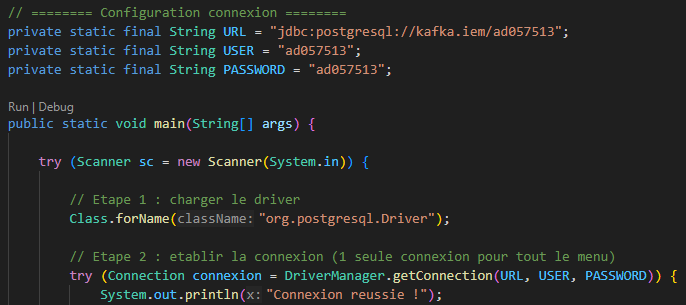 // ======== Configuration connexion ========
private static final String URL = "jdbc:postgresql://kafka.iem/ad057513";
private static final String USER = "ad057513";
private static final String PASSWORD = "ad057513";
Run | Debug
public static void main(String[] args) {
try (Scanner sc = new Scanner(System.in)) {
// Etape 1 : charger le driver
Class.forName(className:"org.postgresql.Driver");
// Etape 2 : etablir la connexion (1 seule connexion pour tout le menu)
try (Connection connexion = DriverManager.getConnection(URL, USER, PASSWORD)) {
System.out.println(x:"Connexion reussie !");